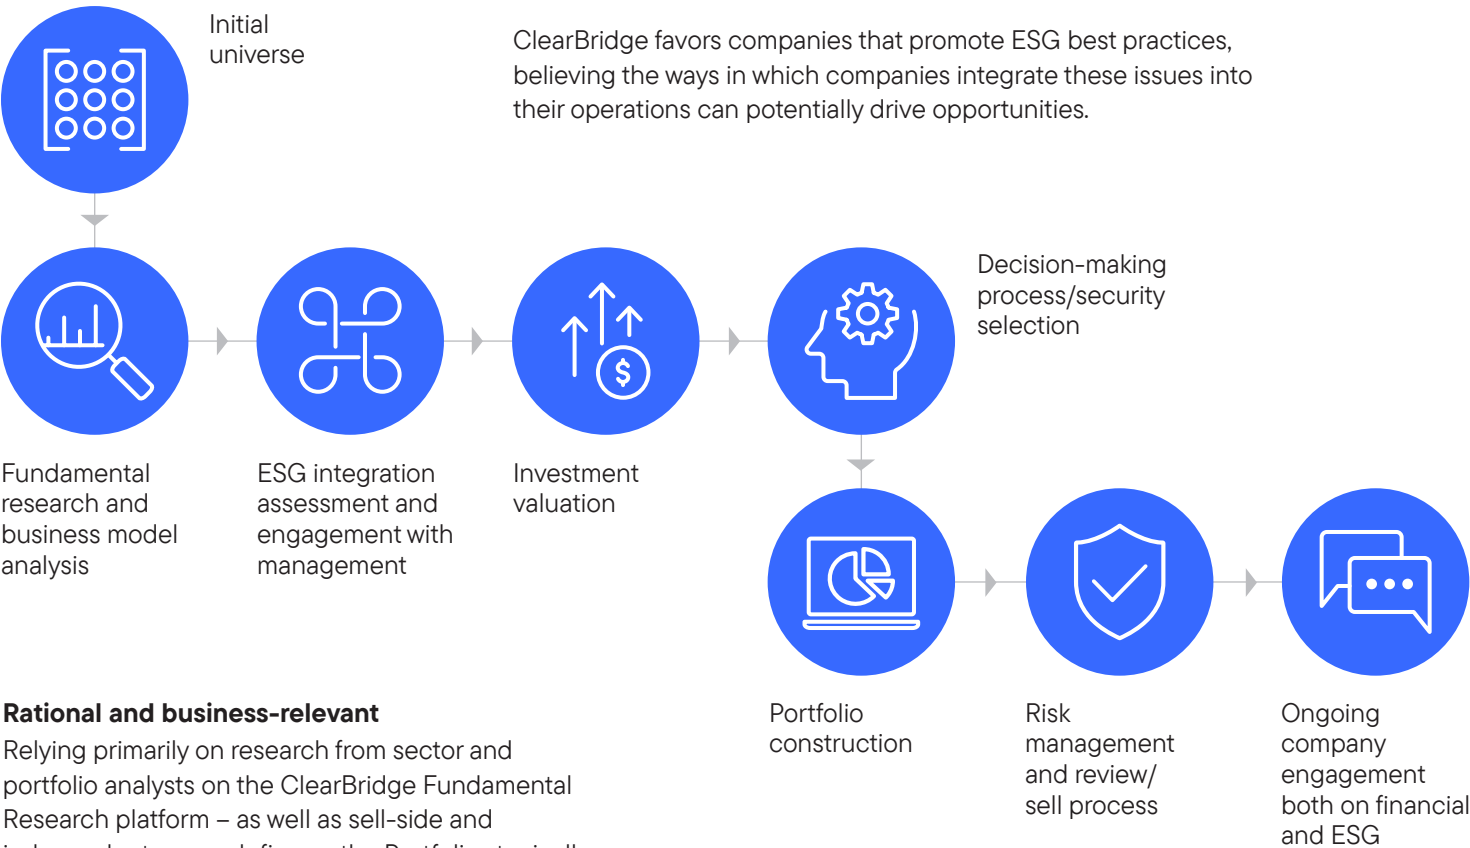 Initial
universe
ClearBridge favors companies that promote ESG best practices,
believing the ways in which companies integrate these issues into
their operations can potentially drive opportunities.
$
Decision-making
process/security
selection
Fundamental
research and
business model
analysis
ESG integration
assessment and
engagement with
management
Investment
valuation
Portfolio
construction
Risk
management
and review/
sell process
Ongoing
company
engagement
both on financial
and ESG
Rational and business-relevant
Relying primarily on research from sector and
portfolio analysts on the ClearBridge Fundamental
Research platform – as well as sell-side and